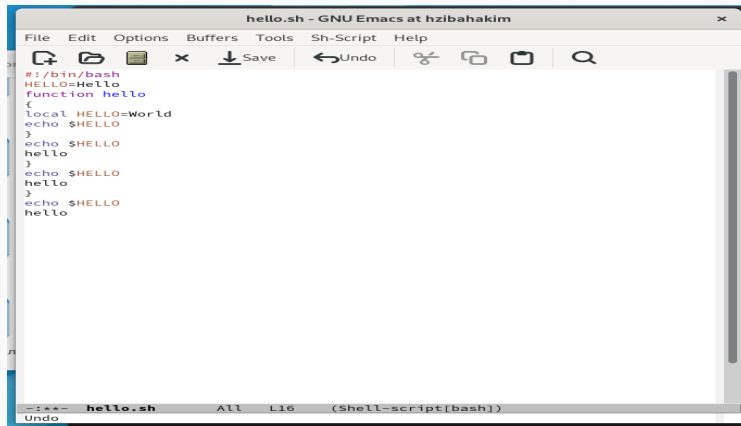 hello.sh - GNU Emacs at hzibahakim
File Edit Options Buffers Tools Sh-Script Help
Save Undo
#!/bin/bash
HELLO=Hello
function hello
{
local HELLO=World
echo $HELLO
}
echo $HELLO
hello
}
echo $HELLO
hello
}
echo $HELLO
hello
-:**- hello.sh All L16 (Shell-script[bash])
Undo